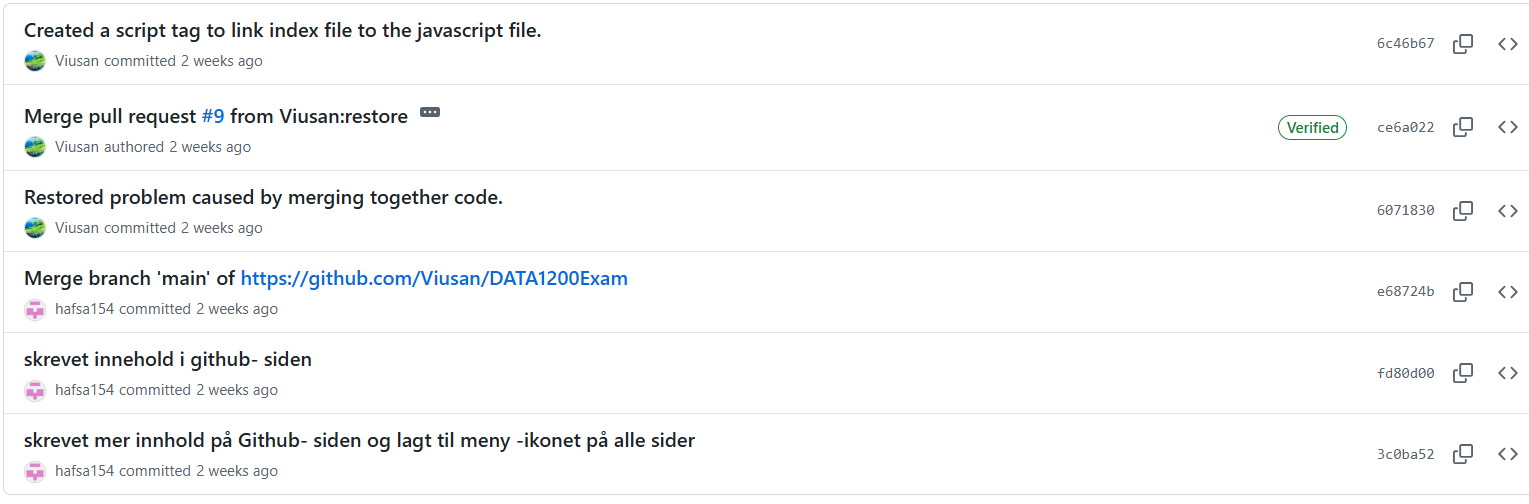 Created a script tag to link index file to the javascript file.
Viusan committed 2 weeks ago
6c46b67
Merge pull request #9 from Viusan:restore
Viusan authored 2 weeks ago
Verified
ce6a022
Restored problem caused by merging together code.
Viusan committed 2 weeks ago
6071830
Merge branch 'main' of https://github.com/Viusan/DATA1200Exam
hafsa154 committed 2 weeks ago
e68724b
skrevet innehold i github- siden
hafsa154 committed 2 weeks ago
fd80d00
skrevet mer innhold på Github- siden og lagt til meny -ikonet på alle sider
hafsa154 committed 2 weeks ago
3c0ba52